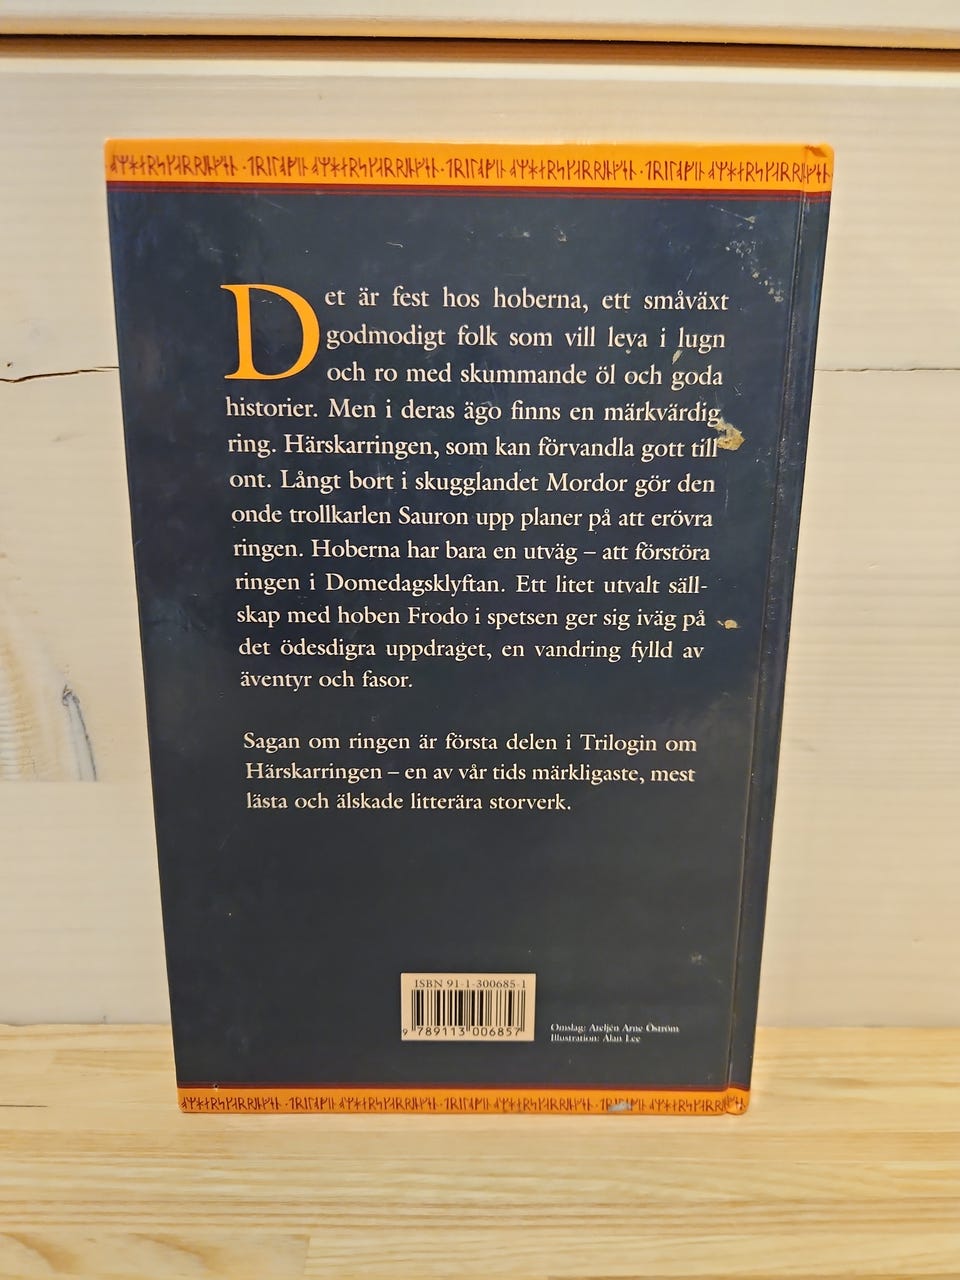 Det är fest hos hoberna, ett småväxt
godmodigt folk som vill leva i lugn
och ro med skummande öl och goda
historier. Men i deras ägo finns en märkvärdig
ring. Härskarringen, som kan förvandla gott till
ont. Långt bort i skugglandet Mordor gör den
onde trollkarlen Sauron upp planer på att erövra
ringen. Hoberna har bara en utväg – att förstöra
ringen i Domedagsklyftan. Ett litet utvalt säll-
skap med hoben Frodo i spetsen ger sig iväg på
det ödesdigra uppdraget, en vandring fylld av
äventyr och fasor.
Sagan om ringen är första delen i Trilogin om
Härskarringen – en av vår tids märkligaste, mest
lästa och älskade litterära storverk.
ISBN 91-1-300685-1
9 789113 006857
Omslag: Ateljén Arne Öström
Illustration: Alan Lee